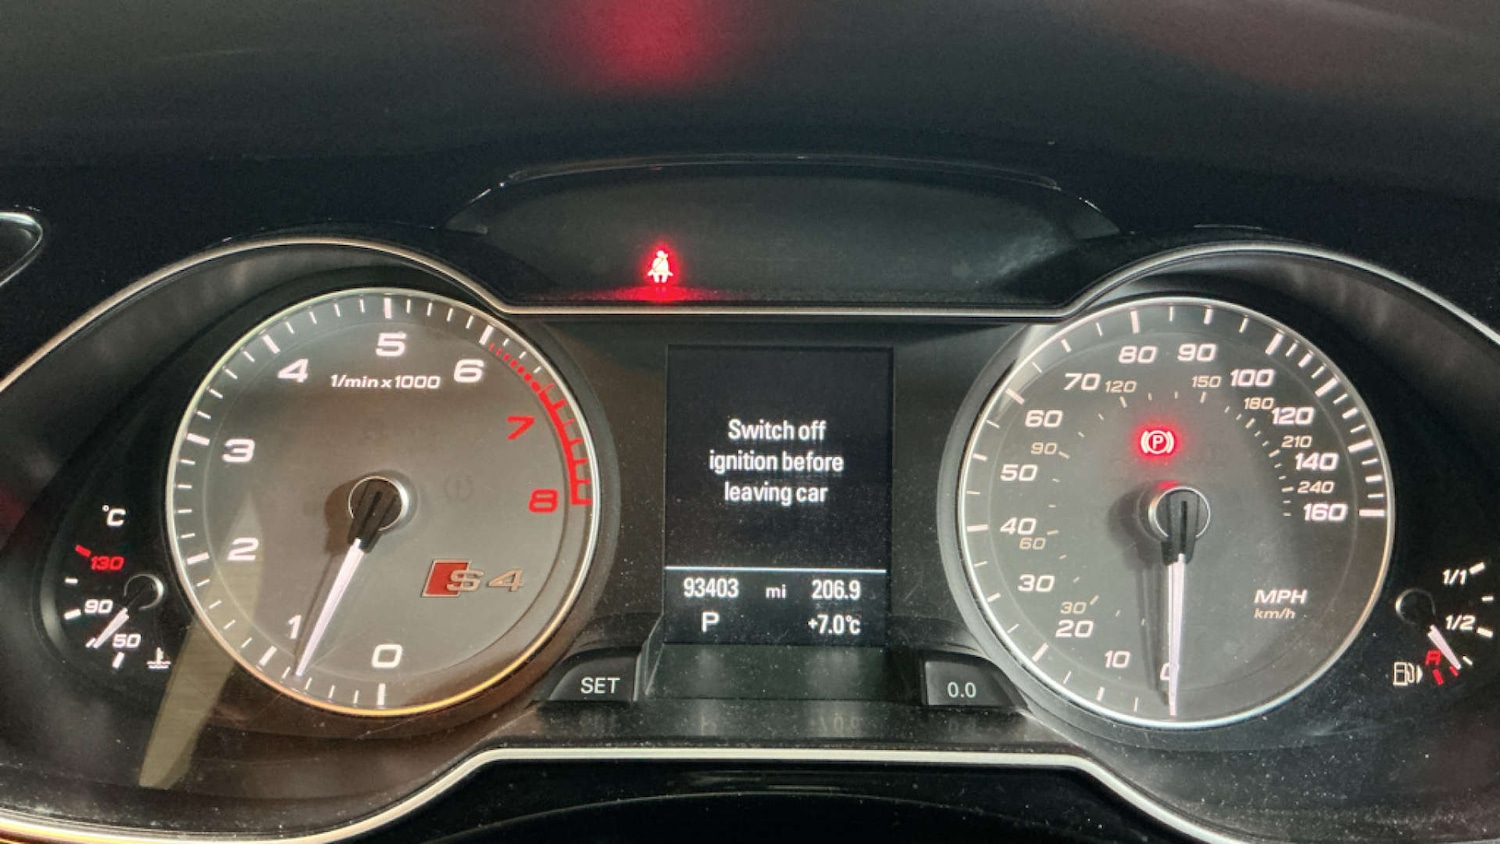 5
4
6
1/min x 1000
3
7
8
2
S4
1
0
°C
130
90
50
SET
Switch off
ignition before
leaving car
93403 mi 206.9
P +7.0°C
0.0
80 90
70 120 150 100
60 180 120
90 210
50 140
240
40 160
60
30
30
20
10
0
MPH
km/h
P
1/1
1/2
R